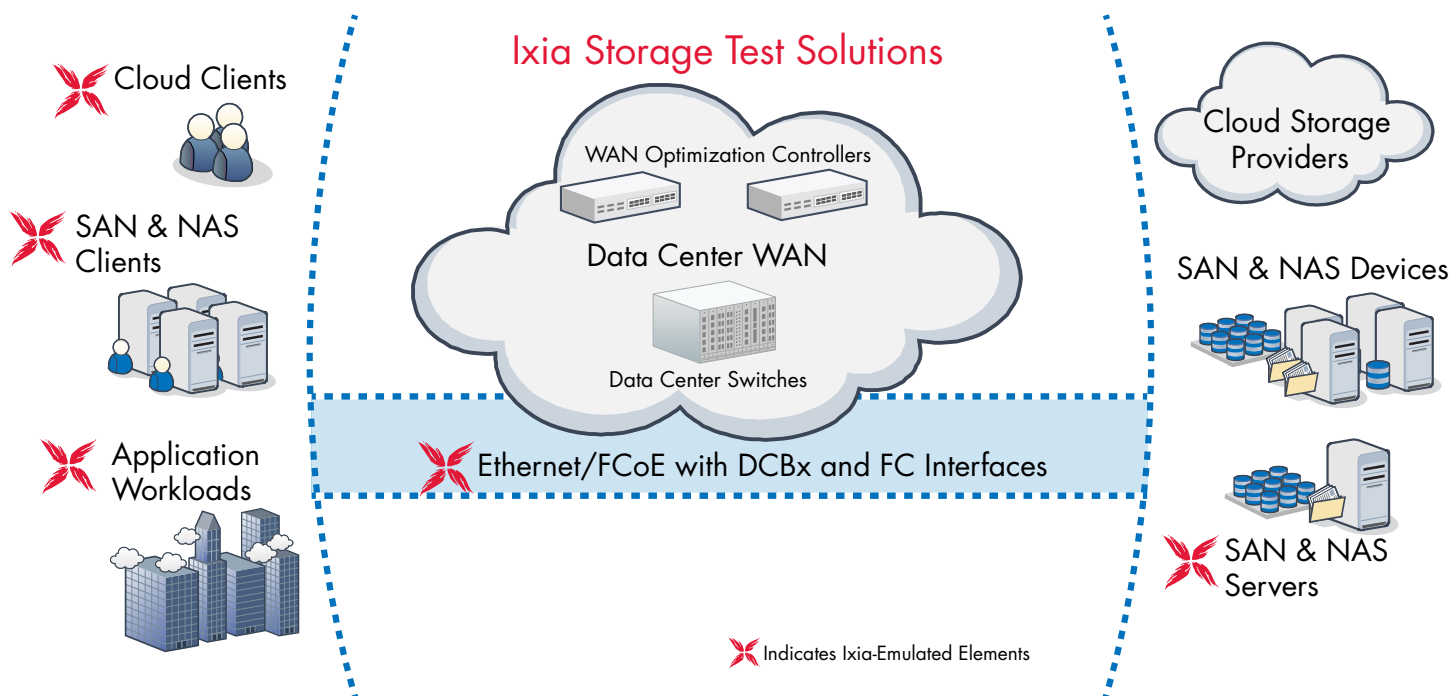 Ixia Storage Test Solutions
Cloud Clients
SAN & NAS
Clients
Application
Workloads
WAN Optimization Controllers
Data Center WAN
Data Center Switches
Ethernet/FCoE with DCBx and FC Interfaces
Cloud Storage
Providers
SAN & NAS Devices
SAN & NAS
Servers
Indicates Ixia-Emulated Elements